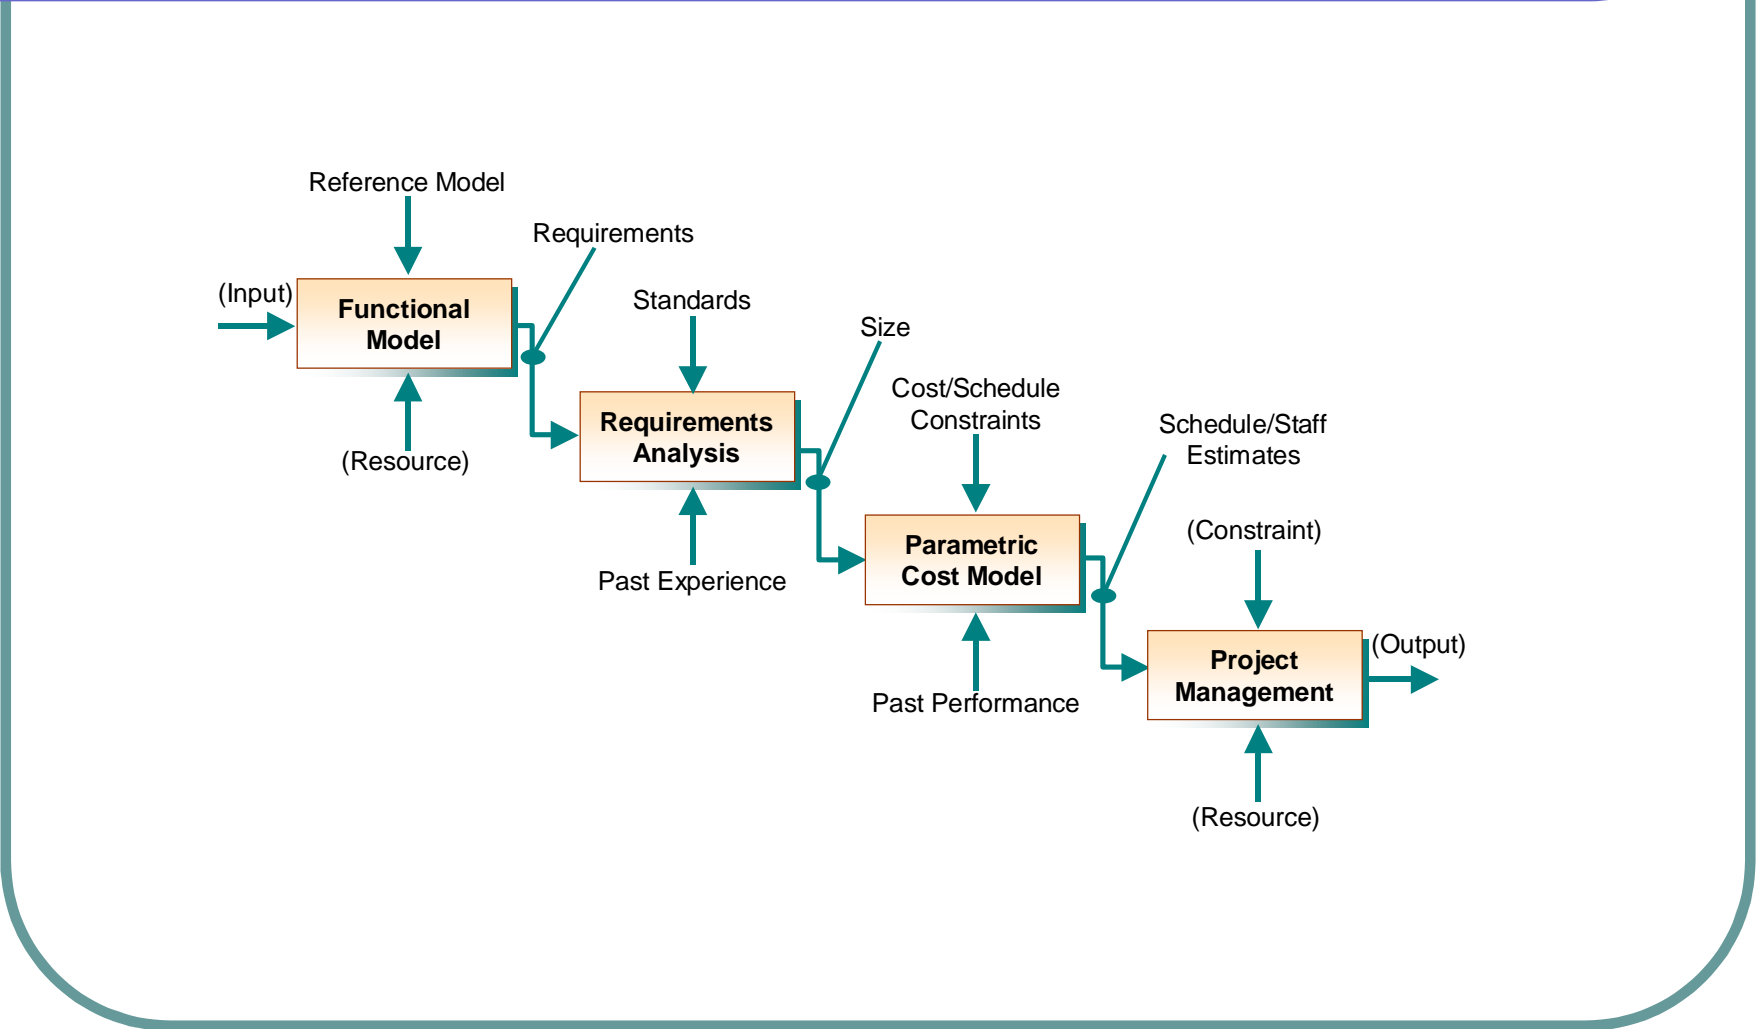 Reference Model
Requirements
(Input)
Functional
Model
Standards
Size
(Resource)
Requirements
Analysis
Cost/Schedule
Constraints
Schedule/Staff
Estimates
Past Experience
Parametric
Cost Model
(Constraint)
Past Performance
Project
Management
(Output)
(Resource)